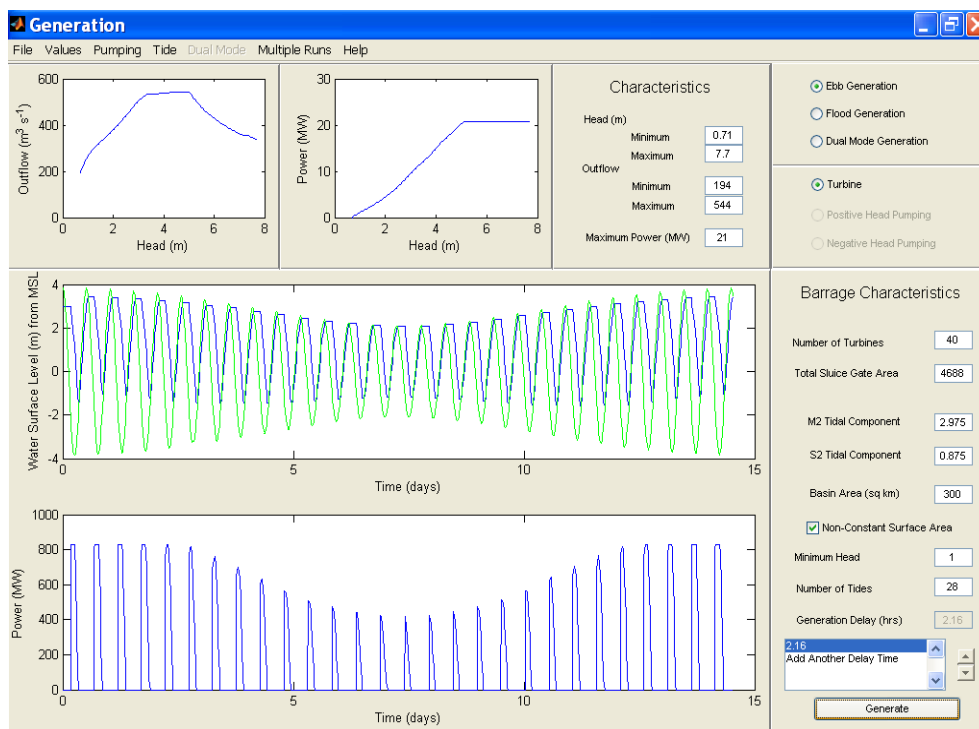 Generation
File Values Pumping Tide Dual Mode Multiple Runs Help
600
400
200
0
Outflow (m³ s⁻¹)
0 2 4 6 8
Head (m)
30
20
10
0
Power (MW)
0 2 4 6 8
Head (m)
Characteristics
Head (m)
Minimum 0.71
Maximum 7.7
Outflow
Minimum 194
Maximum 544
Maximum Power (MW) 21
Ebb Generation
Flood Generation
Dual Mode Generation
Turbine
Positive Head Pumping
Negative Head Pumping
4
2
0
-2
-4
Water Surface Level (m) from MSL
0 5 10 15
Time (days)
1000
800
600
400
200
0
Power (MW)
0 5 10 15
Time (days)
Barrage Characteristics
Number of Turbines 40
Total Sluice Gate Area 4688
M2 Tidal Component 2.975
S2 Tidal Component 0.875
Basin Area (sq km) 300
Non-Constant Surface Area
Minimum Head 1
Number of Tides 28
Generation Delay (hrs) 2.16
2.16
Add Another Delay Time
Generate